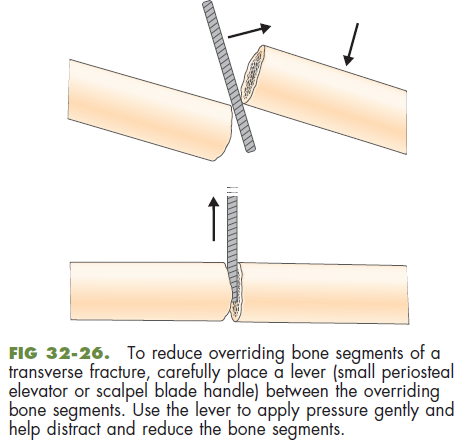 FIG 32-26. To reduce overriding bone segments of a
transverse fracture, carefully place a lever (small periosteal
elevator or scalpel blade handle) between the overriding
bone segments. Use the lever to apply pressure gently and
help distract and reduce the bone segments.